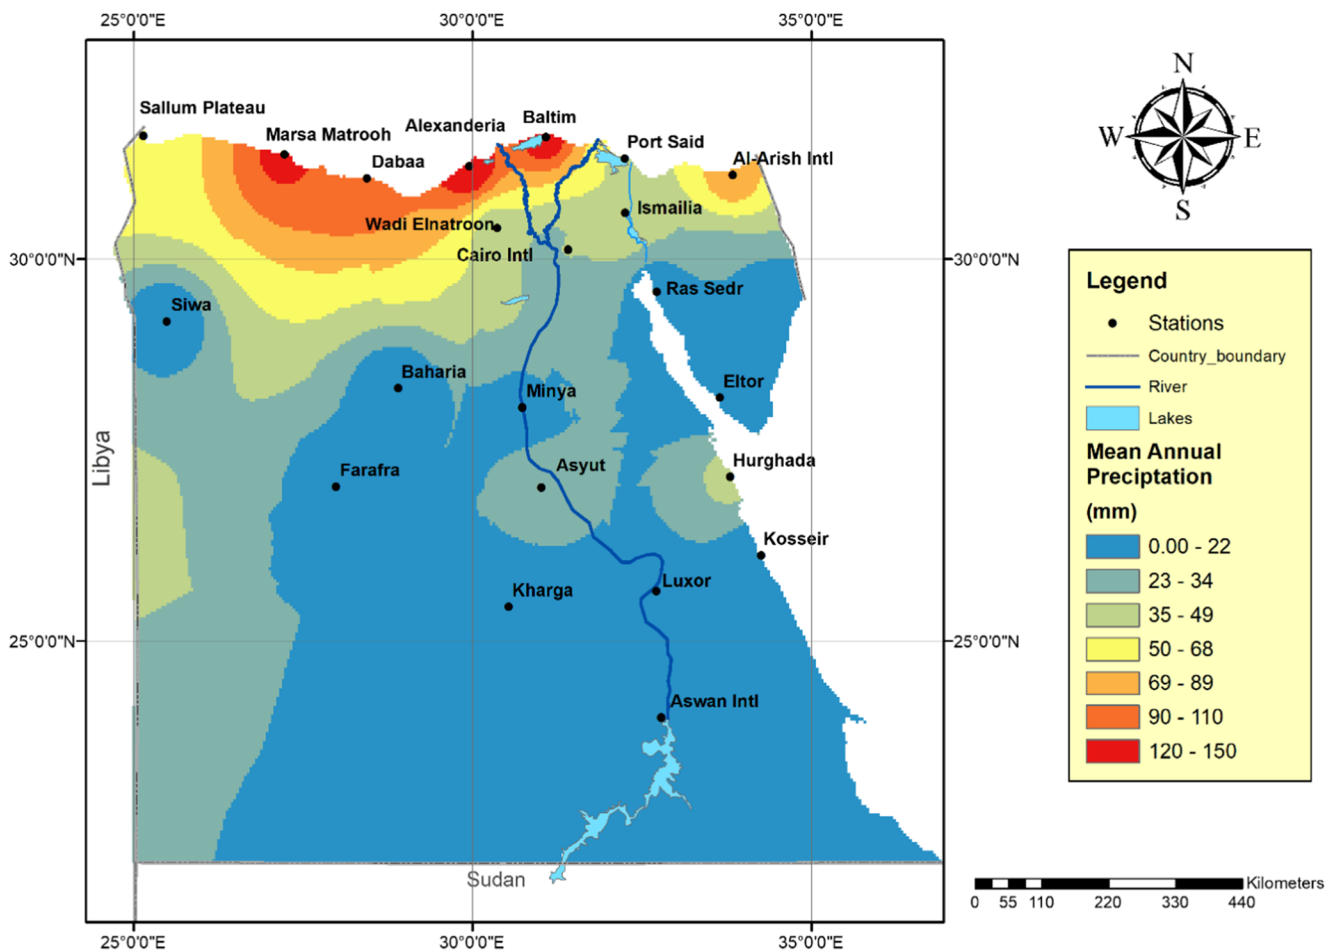 25°0'0"E 30°0'0"E 35°0'0"E
Sallum Plateau
Marsa Matrooh
Alexanderia
Baltim
Dabaa
Port Said
Al-Arish Intl
Wadi Elnatroon
Ismailia
Cairo Intl
30°0'0"N 30°0'0"N
Siwa
Ras Sedr
Baharia
Eltor
Minya
Libya
Farafra
Asyut
Hurghada
Kosseir
Kharga
Luxor
25°0'0"N 25°0'0"N
Aswan Intl
Sudan
25°0'0"E 30°0'0"E 35°0'0"E
N
W E
S
Legend
Stations
Country_boundary
River
Lakes
Mean Annual
Preciptation
(mm)
0.00 - 22
23 - 34
35 - 49
50 - 68
69 - 89
90 - 110
120 - 150
Kilometers
0 55 110 220 330 440